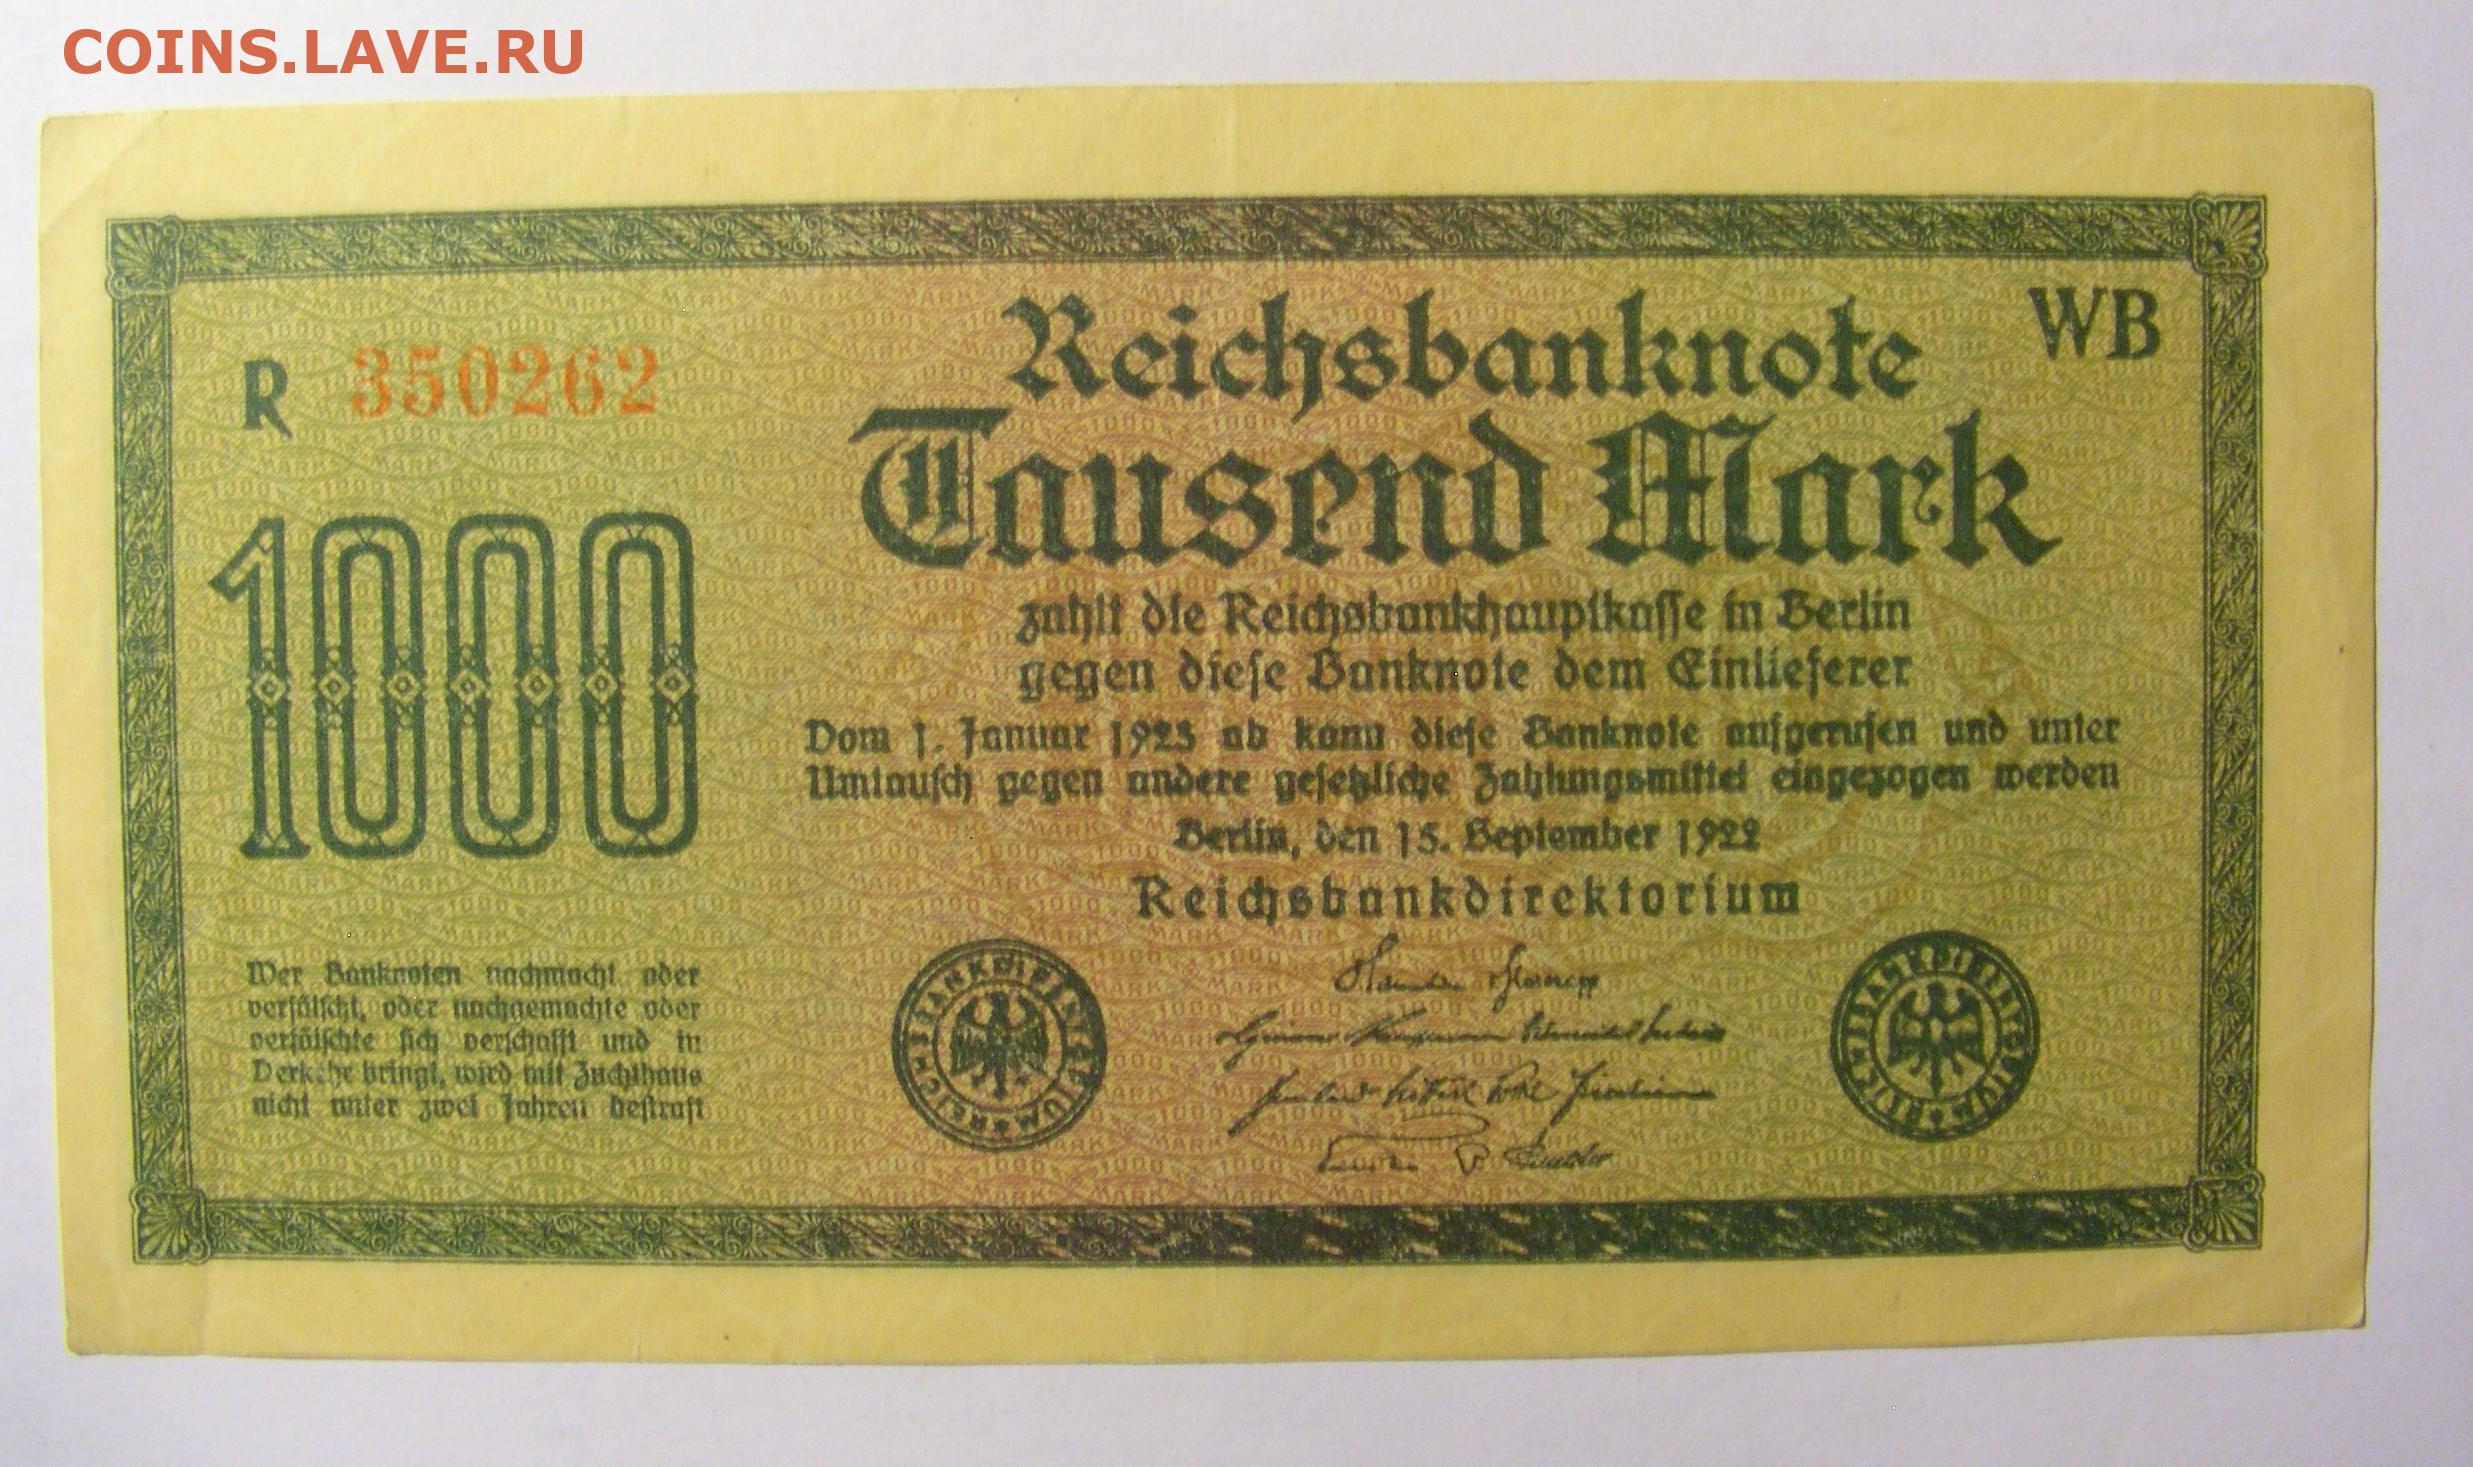 COINS.LAVE.RU
R 350262
Reichsbanknote
WB
Tausend Mark
1000
zahlt die Reichsbankhauptkasse in Berlin
gegen diese Banknote dem Einlieferer
Vom 1. Januar 1923 ab kann diese Banknote aufgerufen und unter
Umtausch gegen andere gesetzliche Zahlungsmittel eingezogen werden
Berlin, den 15. September 1922
Reichsbankdirektorium
Wer Banknoten nachmacht oder
verfälscht, oder nachgemachte oder
verfälschte sich verschafft und in
Verkehr bringt, wird mit Zuchthaus
nicht unter zwei Jahren bestraft
REICHSBANKDIREKTORIUM
REICHSBANKDIREKTORIUM